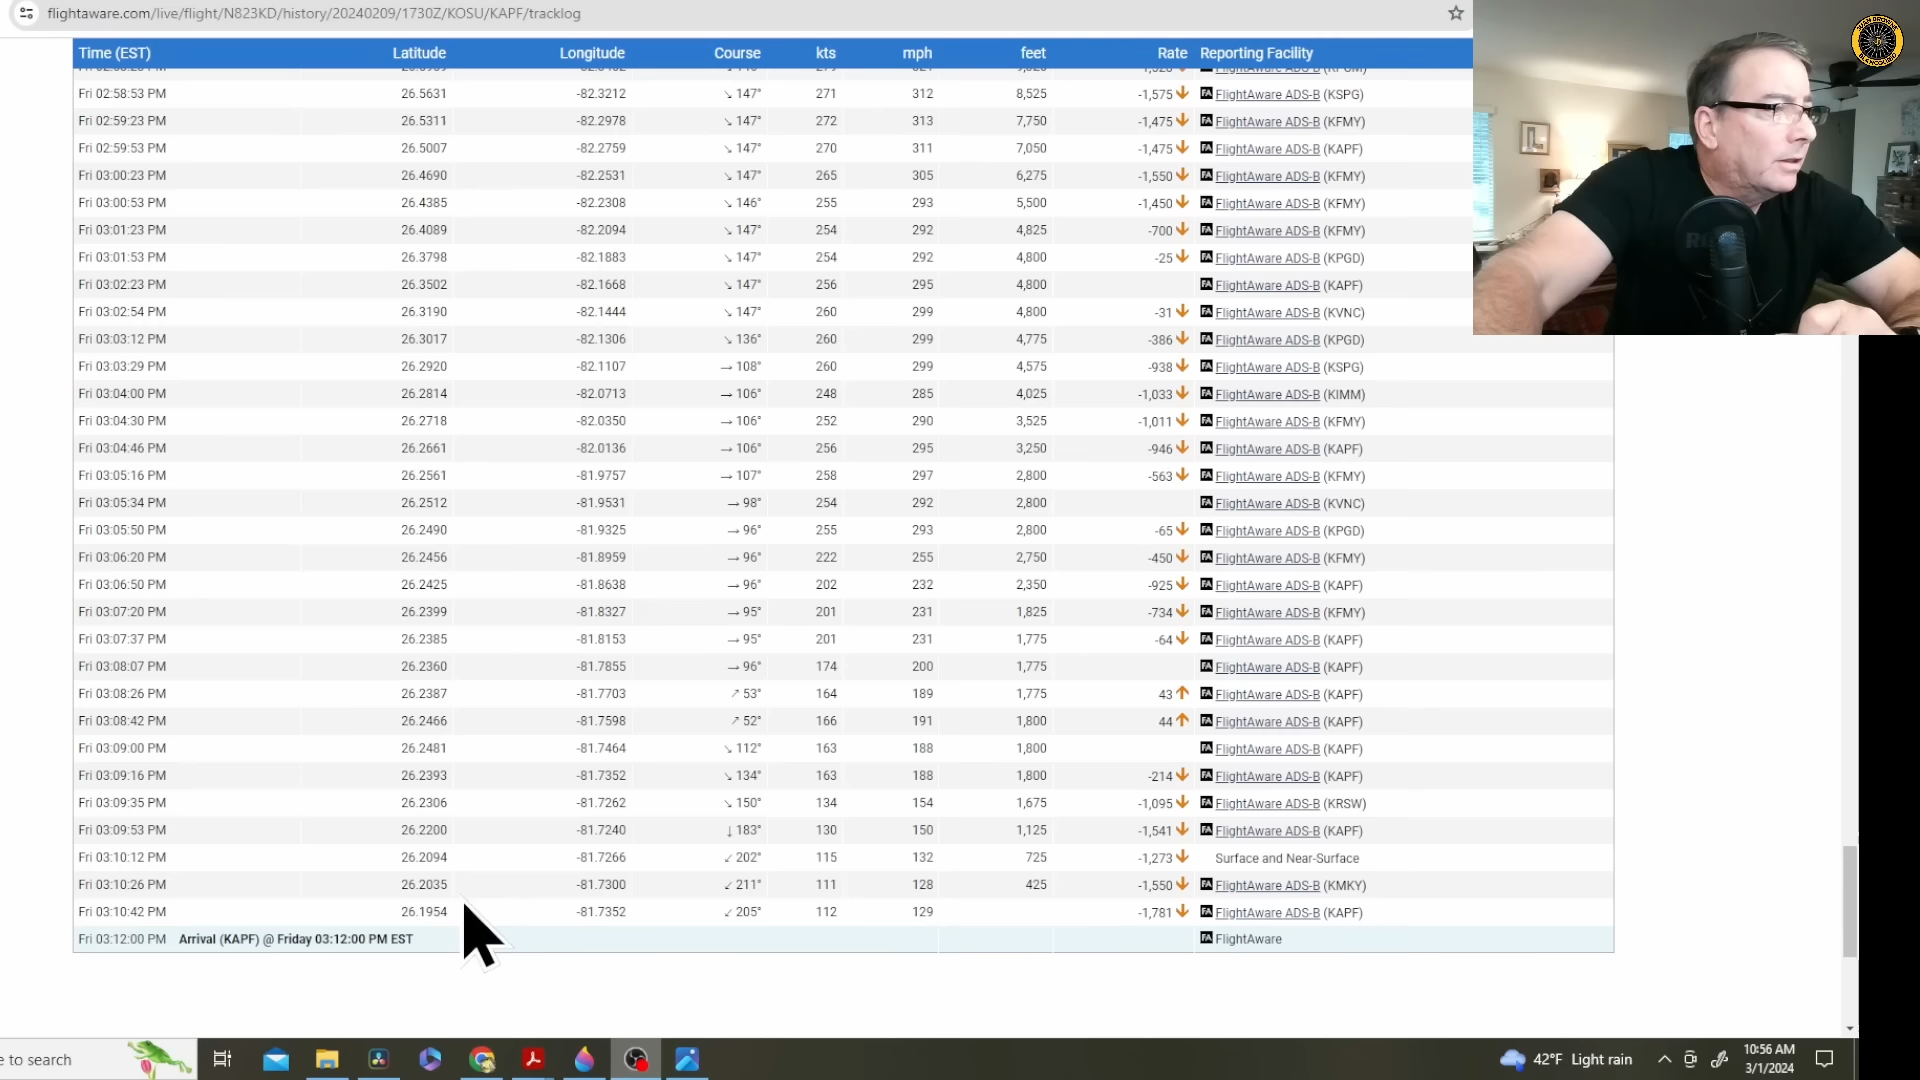 flightaware.com/live/flight/N823KD/history/20240209/1730Z/KOSU/KAPF/tracklog
Time (EST) Latitude Longitude Course kts mph feet Rate Reporting Facility
Fri 02:58:53 PM 26.5631 -82.3212 ↘ 147° 271 312 8,525 -1,575 FA FlightAware ADS-B (KSPG)
Fri 02:59:23 PM 26.5311 -82.2978 ↘ 147° 272 313 7,750 -1,475 FA FlightAware ADS-B (KFMY)
Fri 02:59:53 PM 26.5007 -82.2759 ↘ 147° 270 311 7,050 -1,475 FA FlightAware ADS-B (KAPF)
Fri 03:00:23 PM 26.4690 -82.2531 ↘ 147° 265 305 6,275 -1,550 FA FlightAware ADS-B (KFMY)
Fri 03:00:53 PM 26.4385 -82.2308 ↘ 146° 255 293 5,500 -1,450 FA FlightAware ADS-B (KFMY)
Fri 03:01:23 PM 26.4089 -82.2094 ↘ 147° 254 292 4,825 -700 FA FlightAware ADS-B (KFMY)
Fri 03:01:53 PM 26.3798 -82.1883 ↘ 147° 254 292 4,800 -25 FA FlightAware ADS-B (KPGD)
Fri 03:02:23 PM 26.3502 -82.1668 ↘ 147° 256 295 4,800 FA FlightAware ADS-B (KAPF)
Fri 03:02:54 PM 26.3190 -82.1444 ↘ 147° 260 299 4,800 -31 FA FlightAware ADS-B (KVNC)
Fri 03:03:12 PM 26.3017 -82.1306 ↘ 136° 260 299 4,775 -386 FA FlightAware ADS-B (KPGD)
Fri 03:03:29 PM 26.2920 -82.1107 → 108° 260 299 4,575 -938 FA FlightAware ADS-B (KSPG)
Fri 03:04:00 PM 26.2814 -82.0713 → 106° 248 285 4,025 -1,033 FA FlightAware ADS-B (KIMM)
Fri 03:04:30 PM 26.2718 -82.0350 → 106° 252 290 3,525 -1,011 FA FlightAware ADS-B (KFMY)
Fri 03:04:46 PM 26.2661 -82.0136 → 106° 256 295 3,250 -946 FA FlightAware ADS-B (KAPF)
Fri 03:05:16 PM 26.2561 -81.9757 → 107° 258 297 2,800 -563 FA FlightAware ADS-B (KFMY)
Fri 03:05:34 PM 26.2512 -81.9531 → 98° 254 292 2,800 FA FlightAware ADS-B (KVNC)
Fri 03:05:50 PM 26.2490 -81.9325 → 96° 255 293 2,800 -65 FA FlightAware ADS-B (KPGD)
Fri 03:06:20 PM 26.2456 -81.8959 → 96° 222 255 2,750 -450 FA FlightAware ADS-B (KFMY)
Fri 03:06:50 PM 26.2425 -81.8638 → 96° 202 232 2,350 -925 FA FlightAware ADS-B (KAPF)
Fri 03:07:20 PM 26.2399 -81.8327 → 95° 201 231 1,825 -734 FA FlightAware ADS-B (KFMY)
Fri 03:07:37 PM 26.2385 -81.8153 → 95° 201 231 1,775 -64 FA FlightAware ADS-B (KAPF)
Fri 03:08:07 PM 26.2360 -81.7855 → 96° 174 200 1,775 FA FlightAware ADS-B (KAPF)
Fri 03:08:26 PM 26.2387 -81.7703 ↗ 53° 164 189 1,775 43 FA FlightAware ADS-B (KAPF)
Fri 03:08:42 PM 26.2466 -81.7598 ↗ 52° 166 191 1,800 44 FA FlightAware ADS-B (KAPF)
Fri 03:09:00 PM 26.2481 -81.7464 ↘ 112° 163 188 1,800 FA FlightAware ADS-B (KAPF)
Fri 03:09:16 PM 26.2393 -81.7352 ↘ 134° 163 188 1,800 -214 FA FlightAware ADS-B (KAPF)
Fri 03:09:35 PM 26.2306 -81.7262 ↘ 150° 134 154 1,675 -1,095 FA FlightAware ADS-B (KRSW)
Fri 03:09:53 PM 26.2200 -81.7240 ↓ 183° 130 150 1,125 -1,541 FA FlightAware ADS-B (KAPF)
Fri 03:10:12 PM 26.2094 -81.7266 ↙ 202° 115 132 725 -1,273 Surface and Near-Surface
Fri 03:10:26 PM 26.2035 -81.7300 ↙ 211° 111 128 425 -1,550 FA FlightAware ADS-B (KMKY)
Fri 03:10:42 PM 26.1954 -81.7352 ↙ 205° 112 129 -1,781 FA FlightAware ADS-B (KAPF)
Fri 03:12:00 PM Arrival (KAPF) @ Friday 03:12:00 PM EST FA FlightAware
e to search
42°F Light rain
10:56 AM
3/1/2024